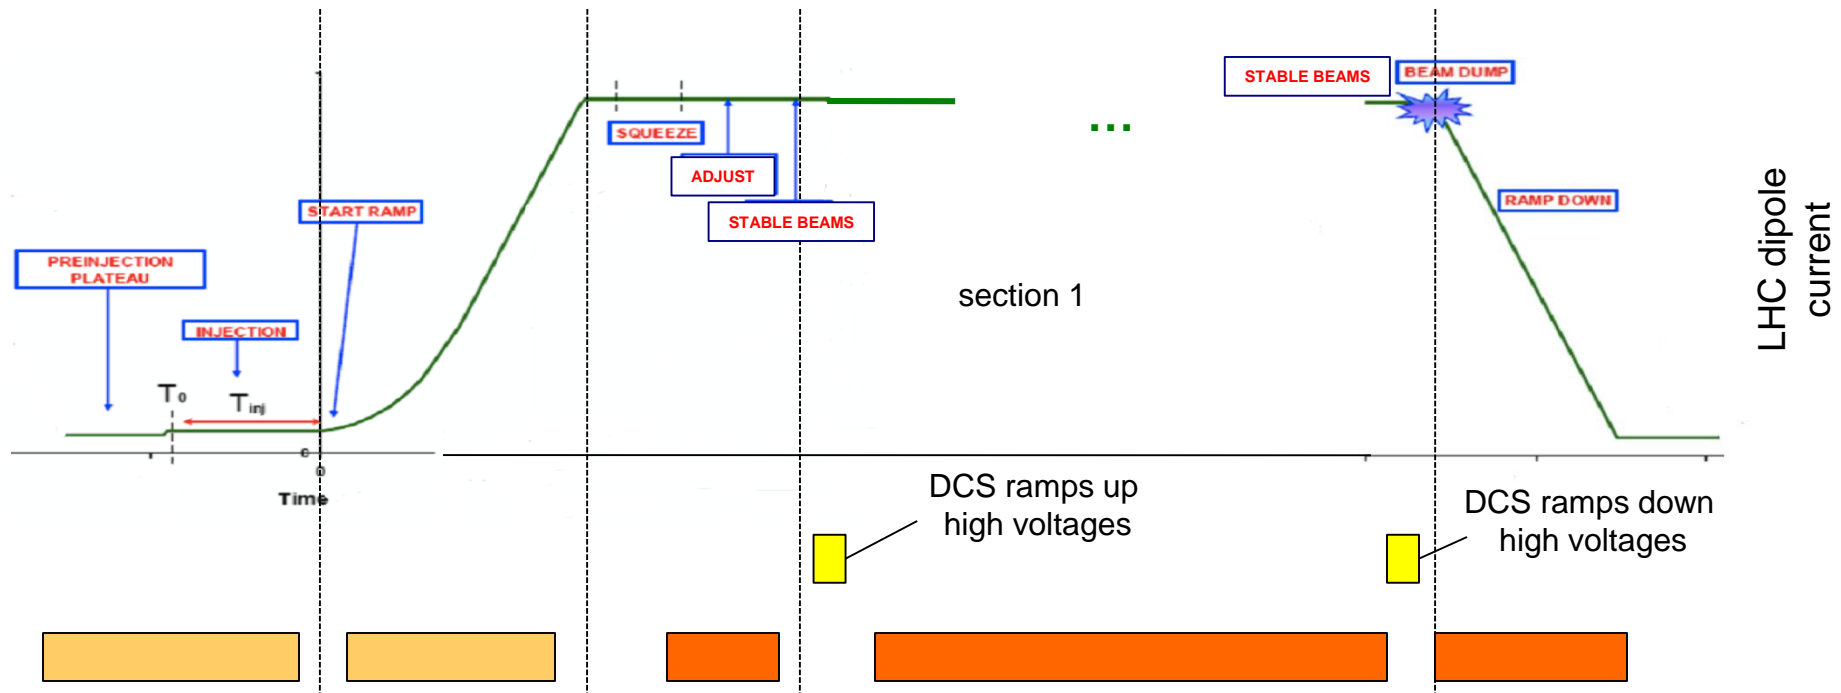 STABLE BEAMS
BEAM DUMP
SQUEEZE
ADJUST
RAMP DOWN
START RAMP
STABLE BEAMS
PREINJECTION
PLATEAU
section 1
INJECTION
LHC dipole
current
T0
Tinj
...
0
Time
DCS ramps up
high voltages
DCS ramps down
high voltages